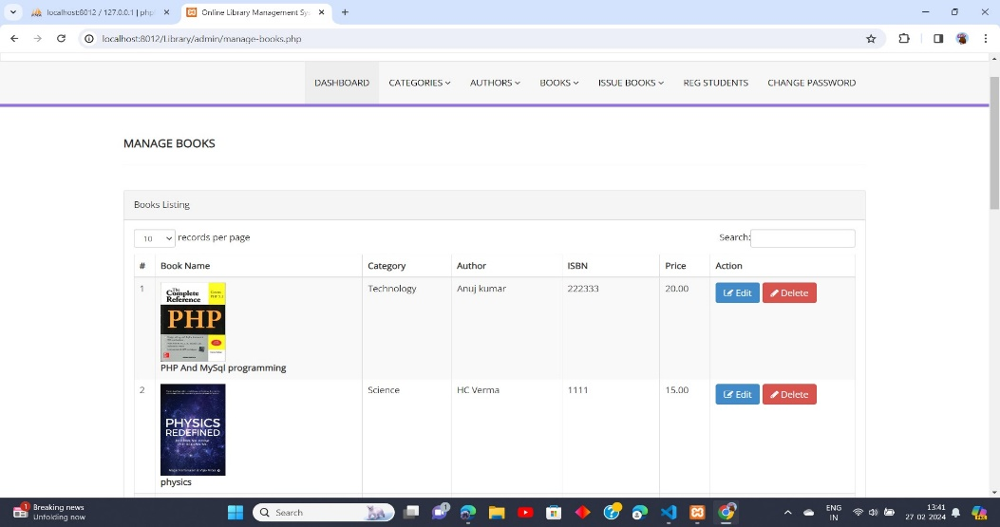 localhost:8012 / 127.0.0.1 | php
Online Library Management Sy
localhost:8012/Library/admin/manage-books.php
DASHBOARD CATEGORIES AUTHORS BOOKS ISSUE BOOKS REG STUDENTS CHANGE PASSWORD
MANAGE BOOKS
Books Listing
10 records per page Search:
# Book Name Category Author ISBN Price Action
1 Technology Anuj kumar 222333 20.00 Edit Delete
The
Complete
Reference
PHP
PHP And MySql programming
2 Science HC Verma 1111 15.00 Edit Delete
PHYSICS
REDEFINED
physics
1
Breaking news
Unfolding now
Search
ENG
IN
13:41
27-02-2024